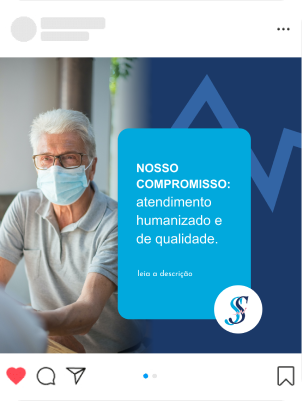 NOSSO
COMPROMISSO:
atendimento
humanizado e
de qualidade.
leia a descrição